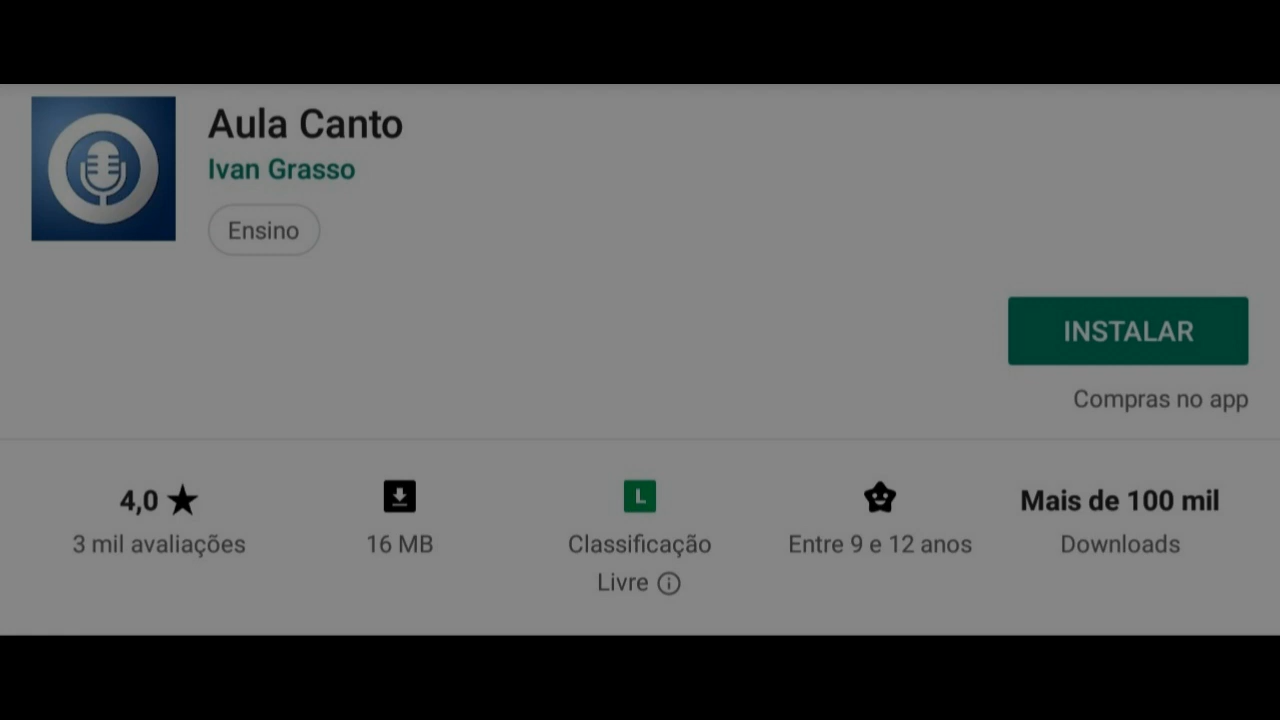 Aula Canto
Ivan Grasso
Ensino
INSTALAR
Compras no app
4,0
3 mil avaliações
16 MB
L
Classificação
Livre
Entre 9 e 12 anos
Mais de 100 mil
Downloads